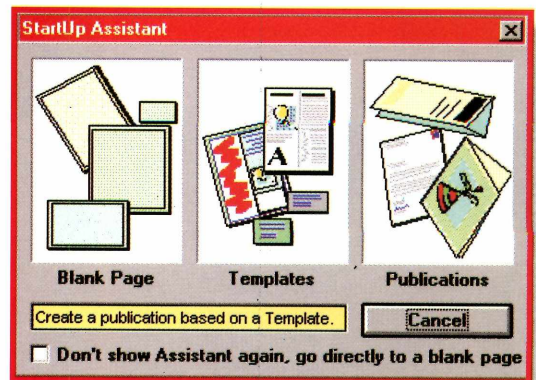 StartUp Assistant
A
Blank Page Templates Publications
Create a publication based on a Template.
Cancel
Don't show Assistant again, go directly to a blank page